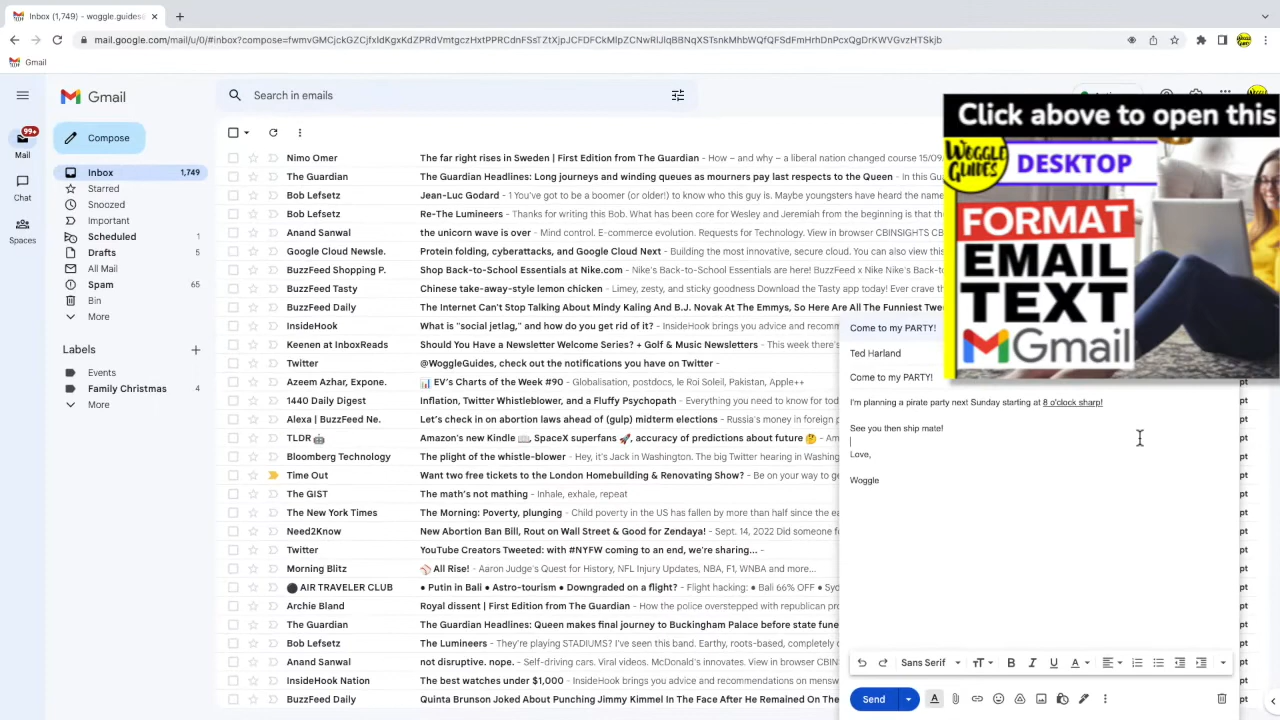 Inbox (1,749) - woggle.guides
mail.google.com/mail/u/0/#inbox?compose=
Gmail
Gmail
Search in emails
Click above to open this
WOGGLE GUIDES
DESKTOP
FORMAT
EMAIL
TEXT
Gmail
99+
Mail
Chat
Spaces
Compose
Inbox 1,749
Starred
Snoozed
Important
Scheduled 1
Drafts 5
All Mail
Spam 65
Bin
More
Labels
Events
Family Christmas 4
More
Nimo Omer The far right rises in Sweden | First Edition from The Guardian - How – and why – a liberal nation changed course 15/09
Guardian The Guardian Headlines: Long journeys and winding queues as mourners pay last respects to the Queen - In this Gu
Jean-Luc Godard - You've got to be a boomer (or older!) to know who this guy is. Maybe youngsters have heard the name
Bob Lefsetz Re-The Lumineers - Thanks for writing this Bob. What has been core for Wesley and Jeremiah from the beginning is that the
Anand Sanwal the unicorn wave is over - Mind control. E-commerce evolution. Requests for Technology. View in browser CBINSIGHTS CB
Google Cloud Newsle. Protein folding, cyberattacks, and Google Cloud Next - Building the most innovative, secure cloud. You can also view this
BuzzFeed Shopping P. Shop Back-to-School Essentials at Nike.com - Nike's Back-to-School Essentials are here! BuzzFeed x Nike Nike's Back-to
BuzzFeed Tasty Chinese take-away-style lemon chicken - Limey, zesty, and sticky goodness Download the Tasty app today! Ever crave
BuzzFeed Daily The Internet Can't Stop Talking About Mindy Kaling And B.J. Novak At The Emmys, So Here Are All The Funniest Twee
InsideHook What is "social jetlag," and how do you get rid of it? - InsideHook brings you advice and recomm
Kenen at InboxReads Should You Have a Newsletter Welcome Series? + Golf & Music Newsletters - This week there's
Twitter @WoggleGuides, check out the notifications you have on Twitter -
Azeem Azhar, Expone. EV's Charts of the Week #90 - Globalisation, postdocs, le Roi Soleil, Pakistan, Apple++
1440 Daily Digest Inflation, Twitter Whistleblower, and a Fluffy Psychopath - Everything you need to know for tod
Alexa | BuzzFeed Ne. Let's check in on abortion laws ahead of (gulp) midterm elections - Russia's money in foreign p
TLDR Amazon's new Kindle, SpaceX superfans, accuracy of predictions about future - Am
Bloomberg Technology The plight of the whistle-blower - Hey, it's Jack in Washington. The big Twitter hearing in Washing
Time Out Want two free tickets to the London Homebuilding & Renovating Show? - Be on your way to ge
The GIST The math's not mathing - Inhale, exhale, repeat
The New York Times The Morning: Poverty, plunging - Child poverty in the US has fallen by more than half since the ea
Need2Know New Abortion Ban Bill, Rout on Wall Street & Good for Zendaya! - Sept. 14, 2022 Did someone fo
Twitter YouTube Creators Tweeted: with #NYFW coming to an end, we're sharing... -
Morning Blitz All Rise! - Aaron Judge's Quest for History, NFL Injury Updates, NBA, F1, WNBA and more...
AIR TRAVELER CLUB ● Putin in Bali ● Astro-tourism ● Downgraded on a flight? - Flight hacking: ● Bali 66% OFF ● Syd
Archie Bland Royal dissent | First Edition from The Guardian - How the police overstepped with republican pro
The Guardian The Guardian Headlines: Queen makes final journey to Buckingham Palace before state fune
Bob Lefsetz The Lumineers - They're playing STADIUMS? I've seen this band. Earthy, roots-based, completely o
Anand Sanwal not disruptive. numb - Self driving cars. Viral videos. McDonald's innovates. View in browser CBIN
InsideHook Nation The best watches under $1,000 - InsideHook brings you advice and recommendations on mensw
BuzzFeed Daily Quinta Brunson Joked About Punching Jimmy Kimmel In The Face After He Remained On The
Come to my PARTY!
Ted Harland
Come to my PARTY!
I'm planning a pirate party next Sunday starting at 8 o'clock sharp!
See you then ship mate!
Love,
Woggle
Sans Serif
Send